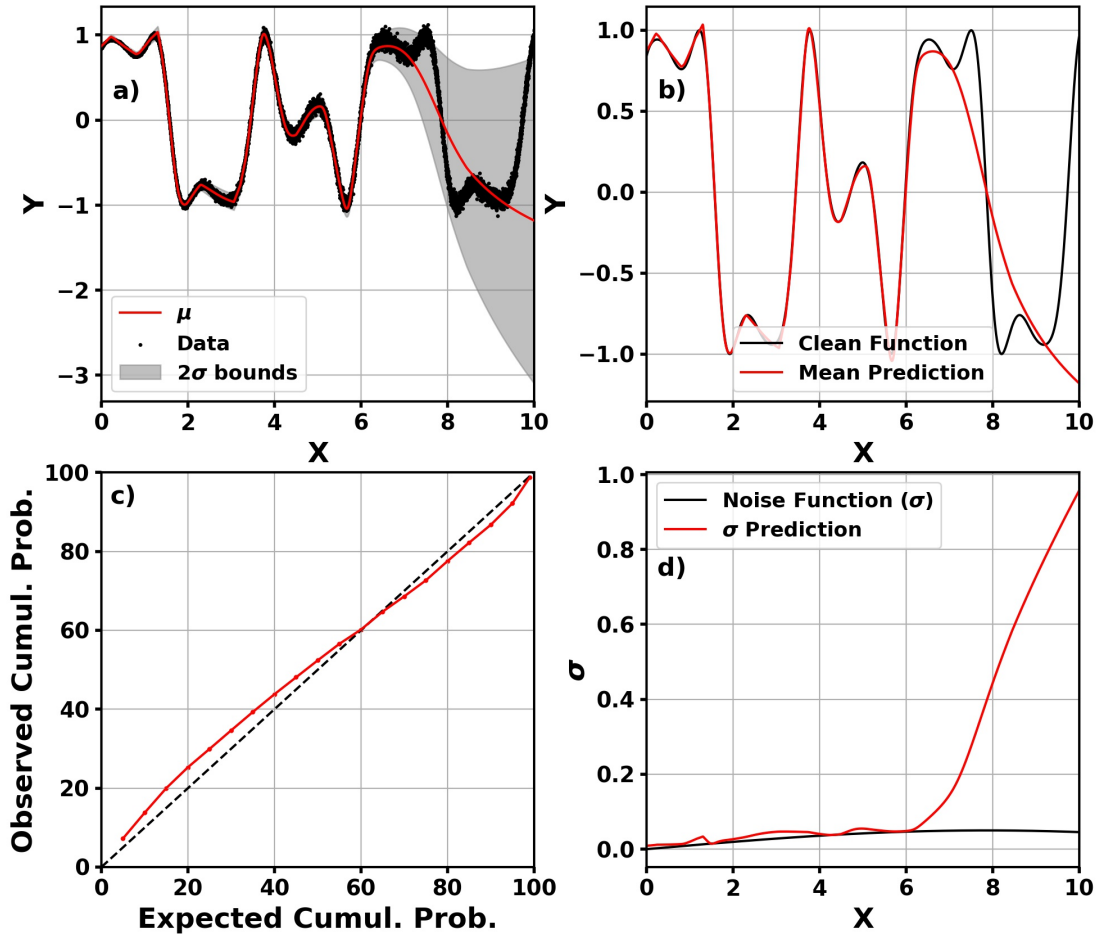 a)
Y
1
0
−1
−2
−3
μ
Data
2σ bounds
0 2 4 6 8 10
X
b)
Y
1.0
0.5
0.0
−0.5
−1.0
Clean Function
Mean Prediction
0 2 4 6 8 10
X
c)
Observed Cumul. Prob.
100
80
60
40
20
0
0 20 40 60 80 100
Expected Cumul. Prob.
Noise Function (σ)
σ Prediction
d)
σ
1.0
0.8
0.6
0.4
0.2
0.0
0 2 4 6 8 10
X